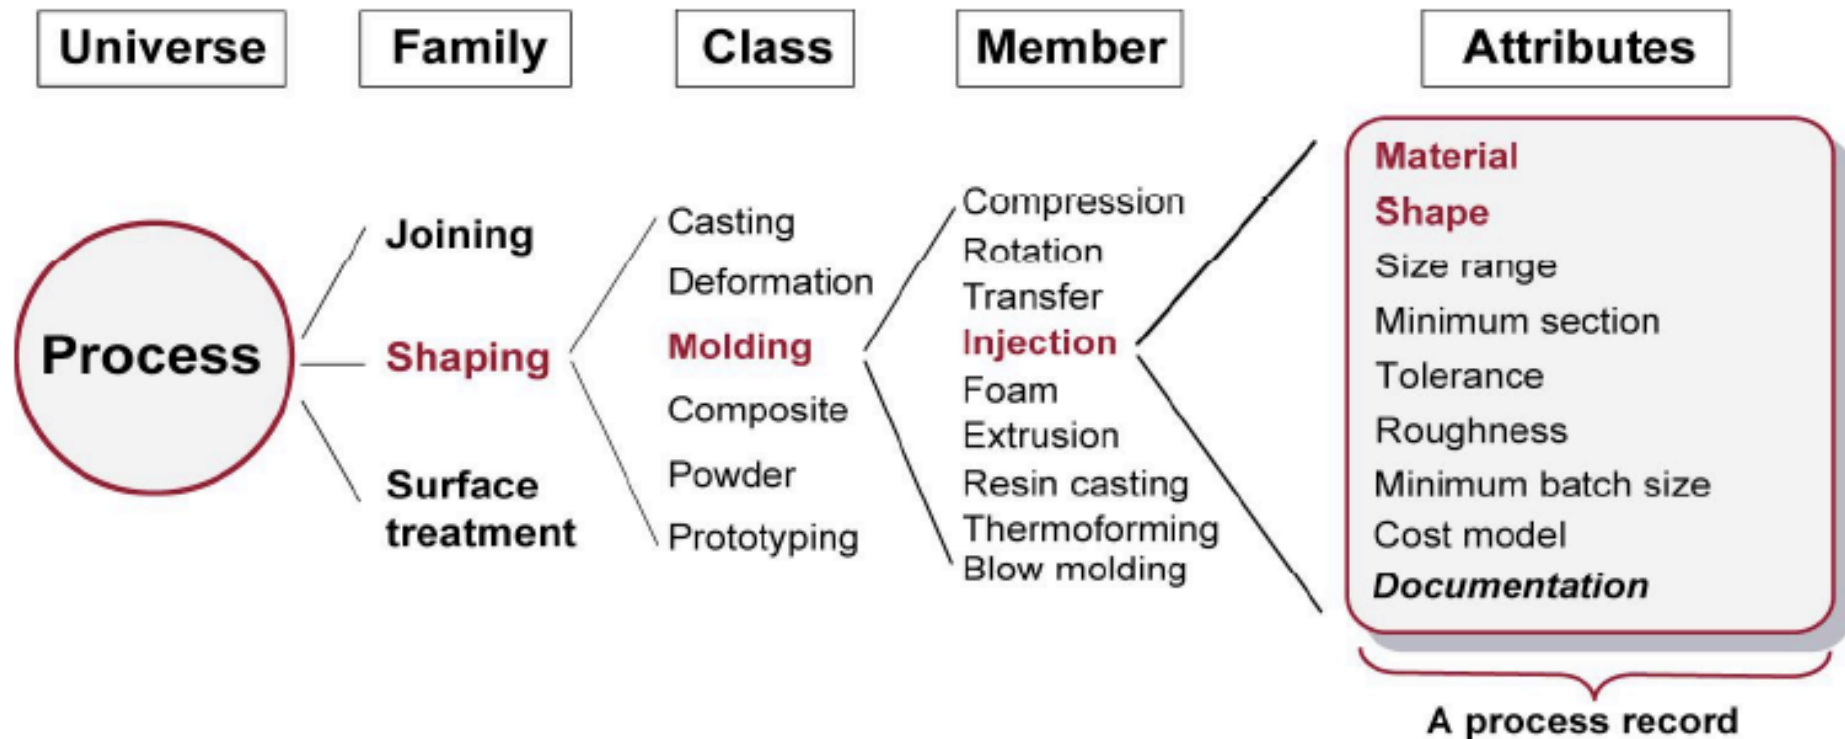 Universe
Family
Class
Member
Attributes
Process
Joining
Shaping
Surface
treatment
Casting
Deformation
Molding
Composite
Powder
Prototyping
Compression
Rotation
Transfer
Injection
Foam
Extrusion
Resin casting
Thermoforming
Blow molding
Material
Shape
Size range
Minimum section
Tolerance
Roughness
Minimum batch size
Cost model
Documentation
A process record